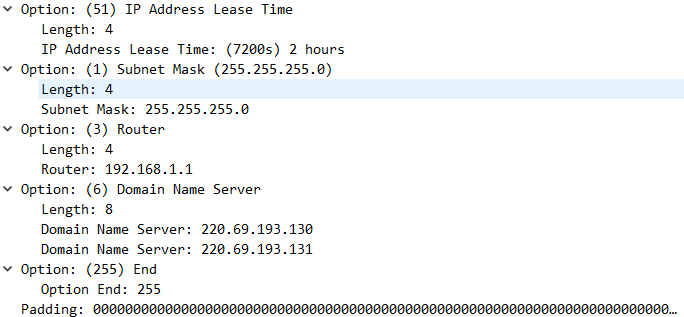 Option: (51) IP Address Lease Time
Length: 4
IP Address Lease Time: (7200s) 2 hours
Option: (1) Subnet Mask (255.255.255.0)
Length: 4
Subnet Mask: 255.255.255.0
Option: (3) Router
Length: 4
Router: 192.168.1.1
Option: (6) Domain Name Server
Length: 8
Domain Name Server: 220.69.193.130
Domain Name Server: 220.69.193.131
Option: (255) End
Option End: 255
Padding: 000000000000000000000000000000000000000000000000000000000000000000000000…